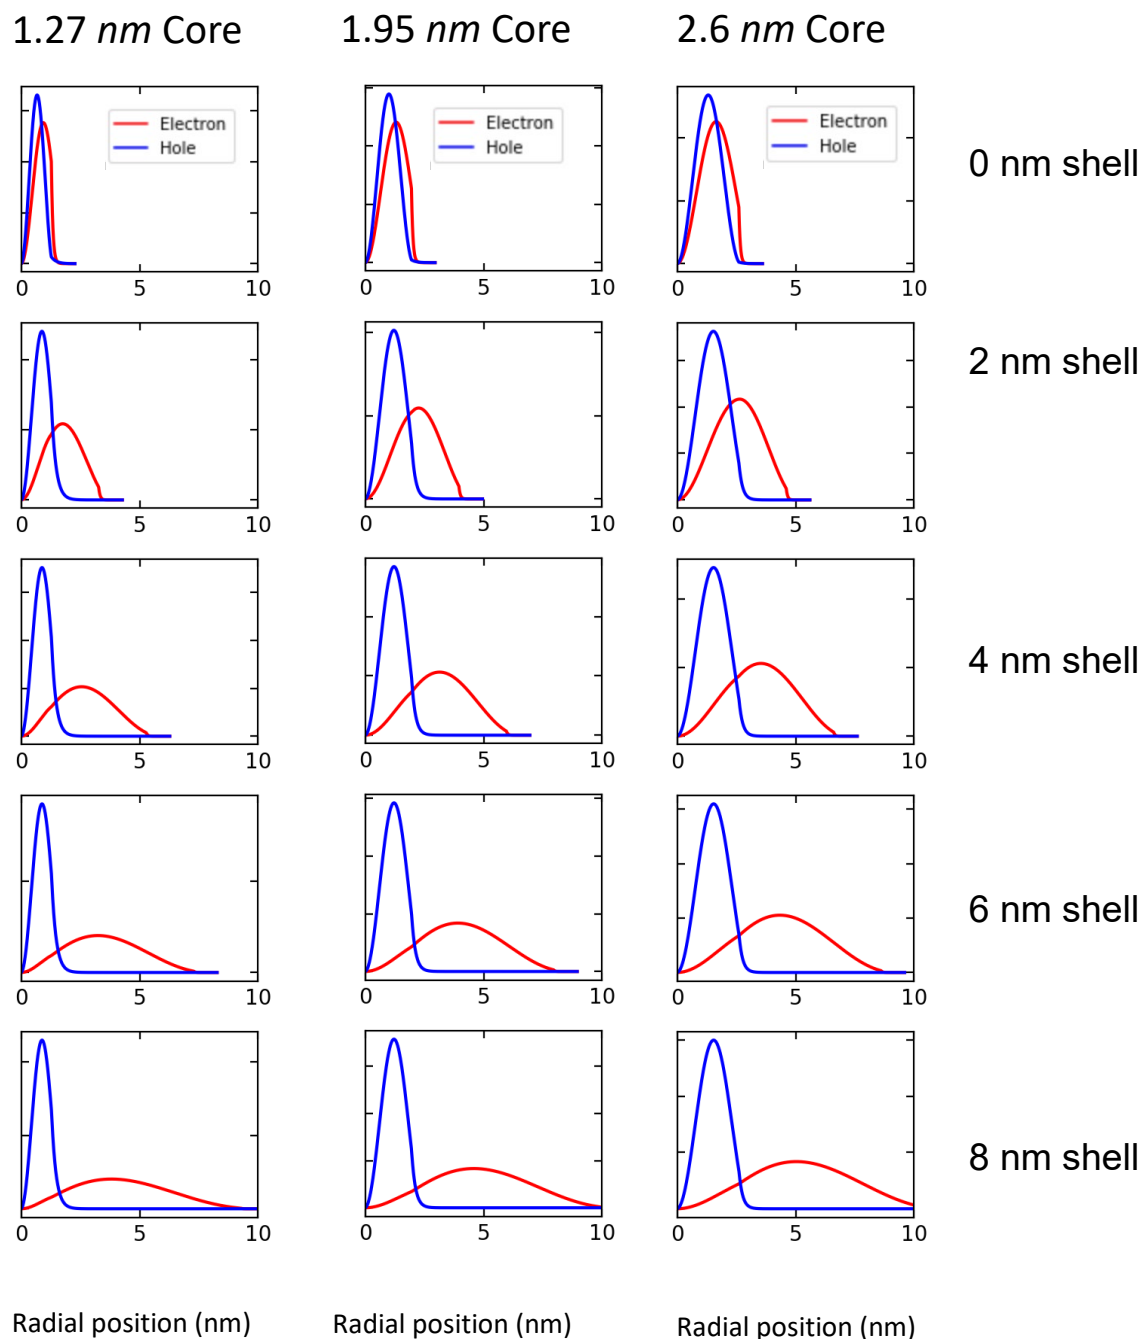 1.27 nm Core 1.95 nm Core 2.6 nm Core
Electron
Hole
Electron
Hole
Electron
Hole
0 nm shell
0 5 10 0 5 10 0 5 10
2 nm shell
0 5 10 0 5 10 0 5 10
4 nm shell
0 5 10 0 5 10 0 5 10
6 nm shell
0 5 10 0 5 10 0 5 10
8 nm shell
0 5 10 0 5 10 0 5 10
Radial position (nm) Radial position (nm) Radial position (nm)